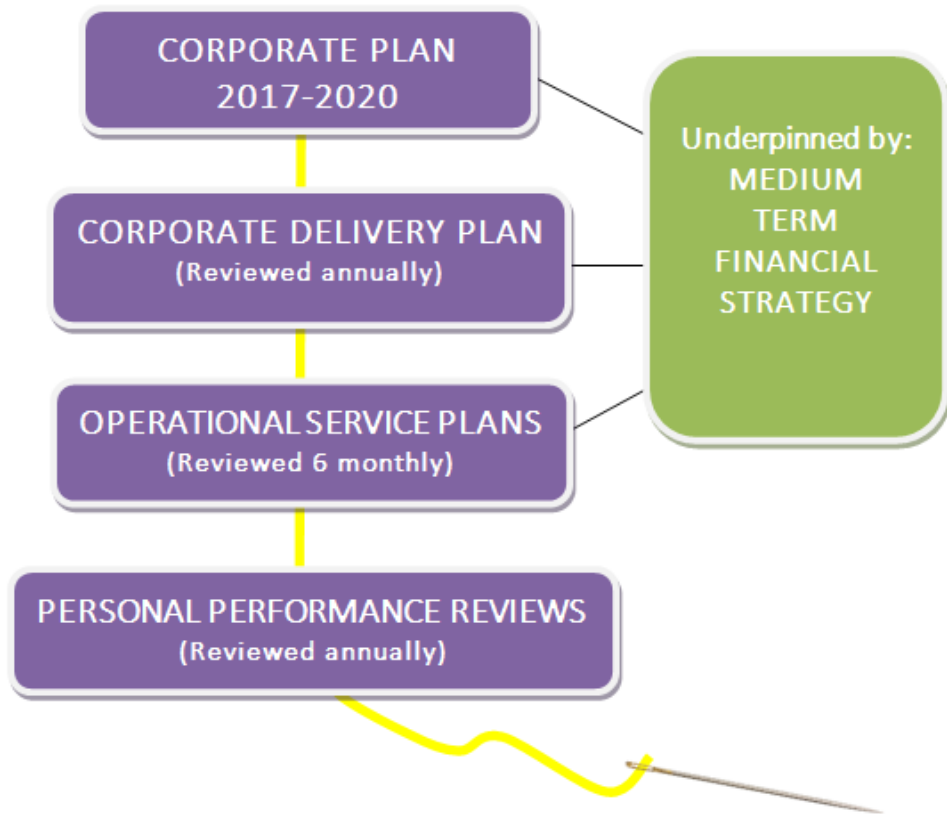 CORPORATE PLAN
2017-2020
CORPORATE DELIVERY PLAN
(Reviewed annually)
OPERATIONAL SERVICE PLANS
(Reviewed 6 monthly)
PERSONAL PERFORMANCE REVIEWS
(Reviewed annually)
Underpinned by:
MEDIUM
TERM
FINANCIAL
STRATEGY